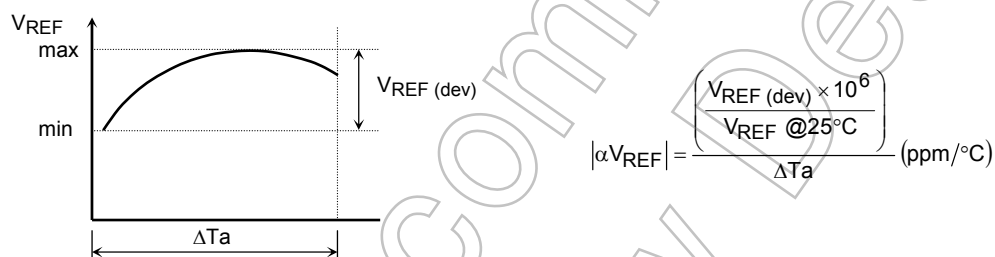 VREF
max
VREF (dev)
min
ΔTa
|αVREF| = ((VREF (dev) × 10^6) / (VREF @25°C)) / ΔTa (ppm/°C)